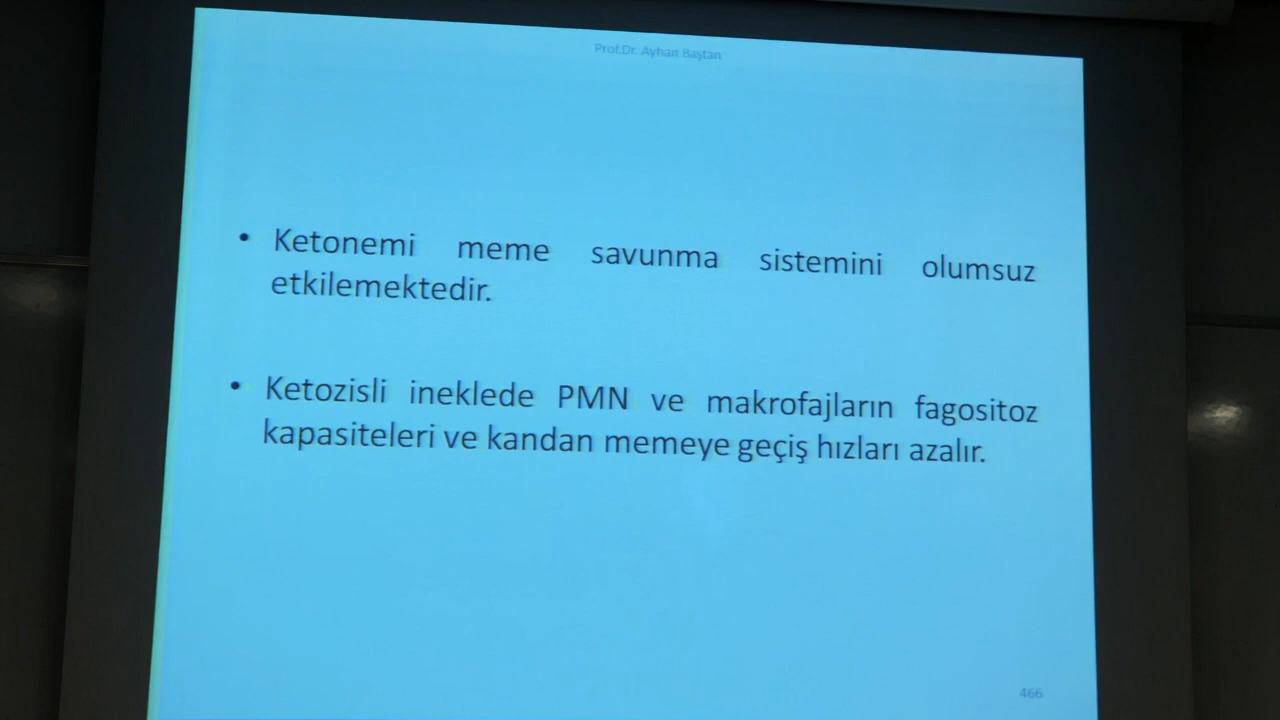 Prof.Dr. Ayhan Baştan
• Ketonemi meme savunma sistemini olumsuz
etkilemektedir.
• Ketozisli ineklede PMN ve makrofajların fagositoz
kapasiteleri ve kandan memeye geçiş hızları azalır.
466